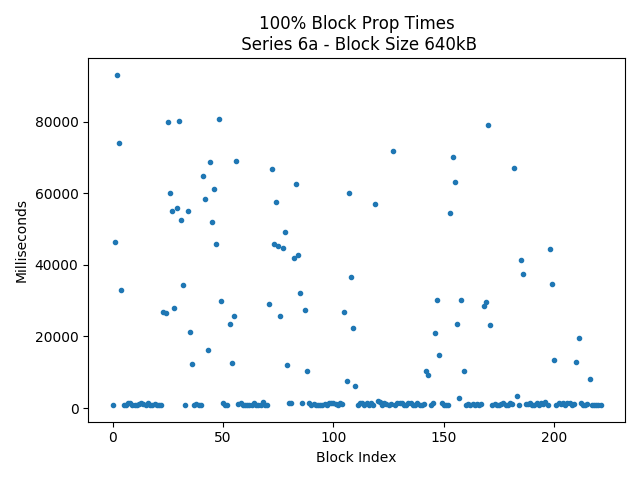 100% Block Prop Times
Series 6a - Block Size 640kB
Milliseconds
80000
60000
40000
20000
0
0 50 100 150 200
Block Index